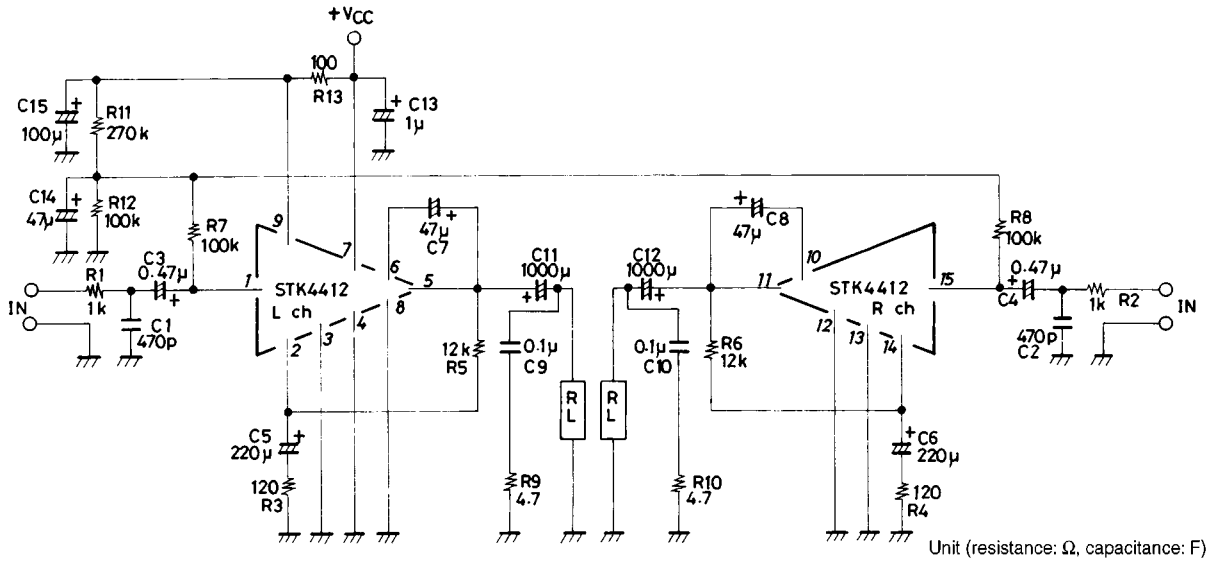 +VCC
100
R13
C15 +
100µ
R11
270k
+ C13
1µ
C14 +
47µ
R12
100k
R7
100k
9
7
6
+
47µ
C7
5
8
+
47µ
C8
10
11
R8
100k
C3
0.47µ
+
R1
1k
IN
C1
470p
1
STK4412
L ch
2
3
4
C11
1000µ
+
C12
1000µ
+
STK4412
R ch
15
12
13
14
0.47µ
+
C4
1k
R2
IN
470p
C2
12k
R5
0.1µ
C9
R
L
R
L
0.1µ
C10
R6
12k
C5 +
220µ
120
R3
R9
4.7
R10
4.7
+ C6
220µ
120
R4
Unit (resistance: Ω, capacitance: F)